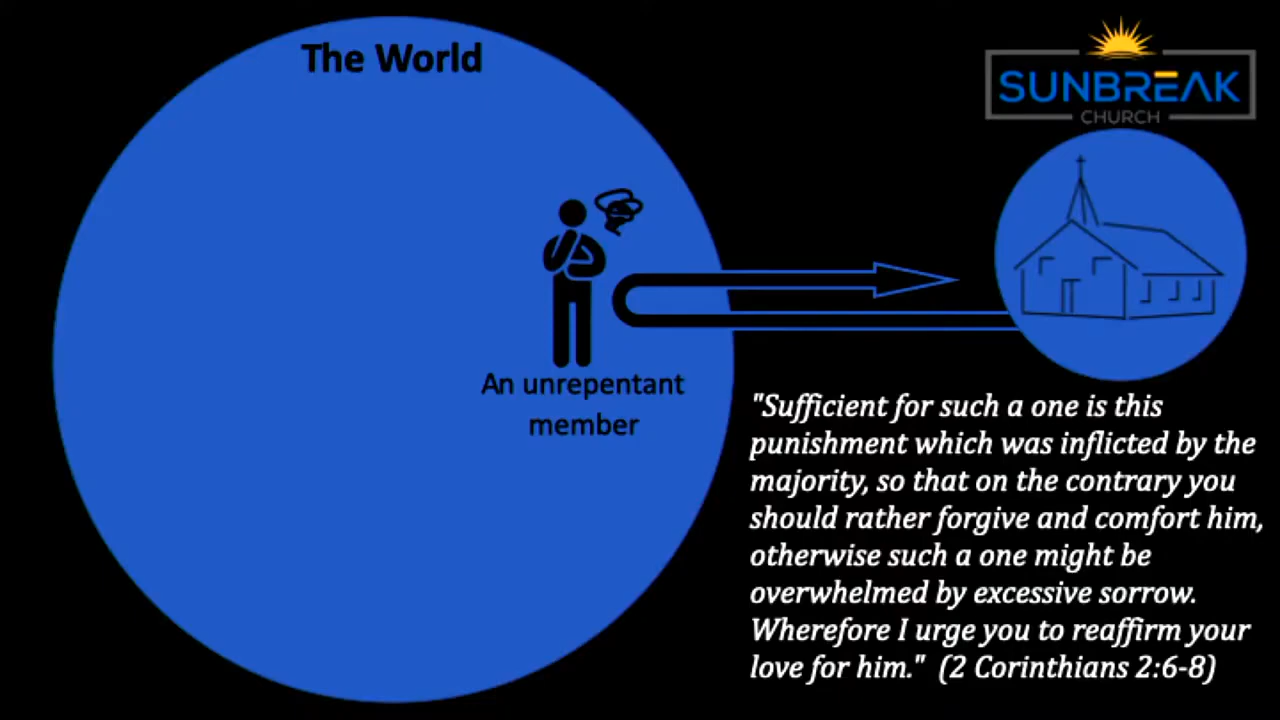 The World
SUNBREAK
CHURCH
An unrepentant
member
"Sufficient for such a one is this
punishment which was inflicted by the
majority, so that on the contrary you
should rather forgive and comfort him,
otherwise such a one might be
overwhelmed by excessive sorrow.
Wherefore I urge you to reaffirm your
love for him."  (2 Corinthians 2:6-8)